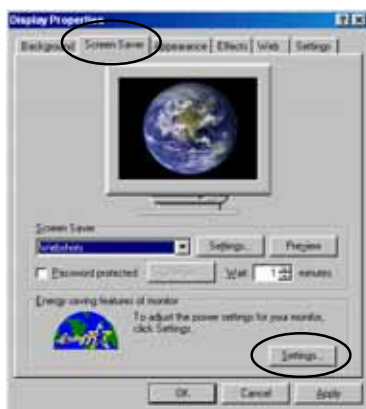 Display Properties
Background Screen Saver Appearance Effects Web Settings
Screen Saver
Webshots Settings... Preview
Password protected Wait: 1 minutes
Energy saving features of monitor
To adjust the power settings for your monitor,
click Settings.
Settings...
OK Cancel Apply